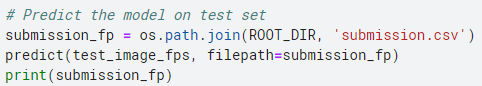 # Predict the model on test set
submission_fp = os.path.join(ROOT_DIR, 'submission.csv')
predict(test_image_fps, filepath=submission_fp)
print(submission_fp)